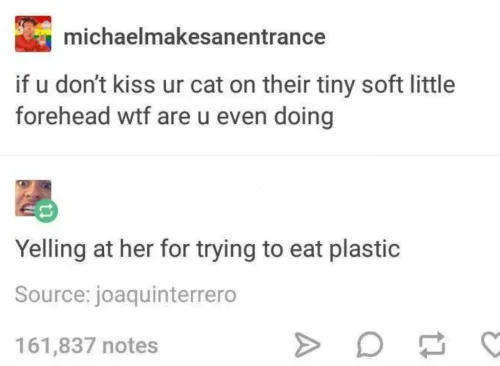 michaelmakesanentrance
if u don't kiss ur cat on their tiny soft little
forehead wtf are u even doing
Yelling at her for trying to eat plastic
Source: joaquinterrero
161,837 notes